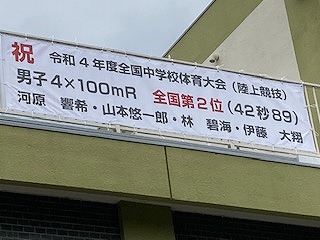 祝 令和4年度全国中学校体育大会（陸上競技）
男子4×100mR 全国第2位（42秒89）
河原 響希・山本悠一郎・林 碧海・伊藤 大翔